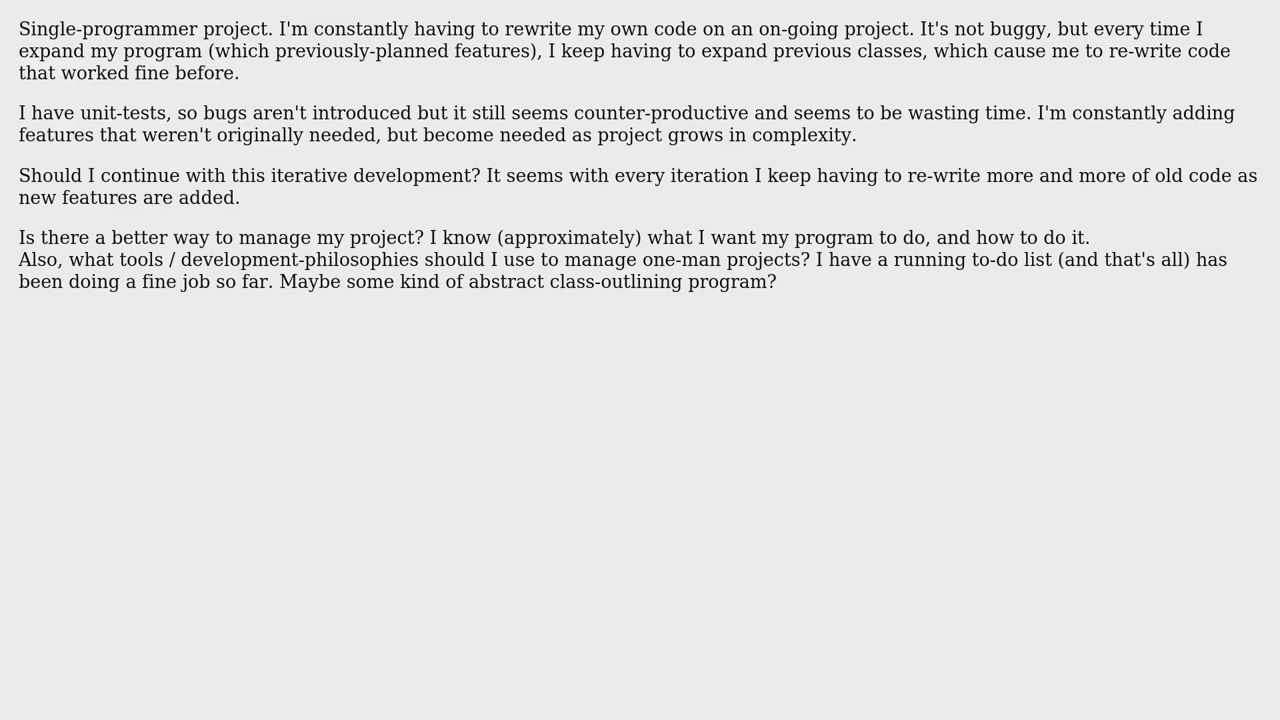 Single-programmer project. I'm constantly having to rewrite my own code on an on-going project. It's not buggy, but every time I
expand my program (which previously-planned features), I keep having to expand previous classes, which cause me to re-write code
that worked fine before.
I have unit-tests, so bugs aren't introduced but it still seems counter-productive and seems to be wasting time. I'm constantly adding
features that weren't originally needed, but become needed as project grows in complexity.
Should I continue with this iterative development? It seems with every iteration I keep having to re-write more and more of old code as
new features are added.
Is there a better way to manage my project? I know (approximately) what I want my program to do, and how to do it.
Also, what tools / development-philosophies should I use to manage one-man projects? I have a running to-do list (and that's all) has
been doing a fine job so far. Maybe some kind of abstract class-outlining program?